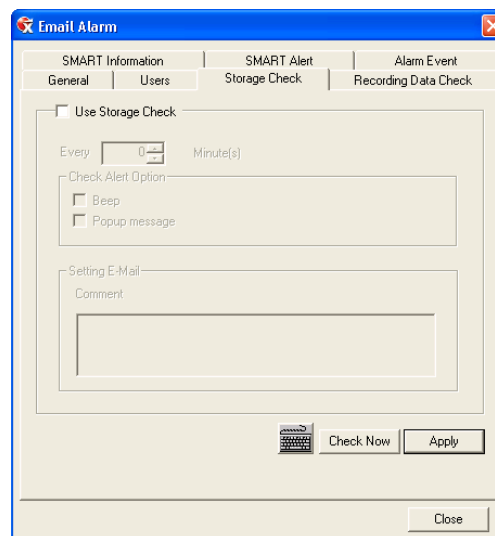 Email Alarm
SMART Information SMART Alert Alarm Event
General Users Storage Check Recording Data Check
Use Storage Check
Every 0 Minute(s)
Check Alert Option
Beep
Popup message
Setting E-Mail
Comment
Check Now Apply
Close